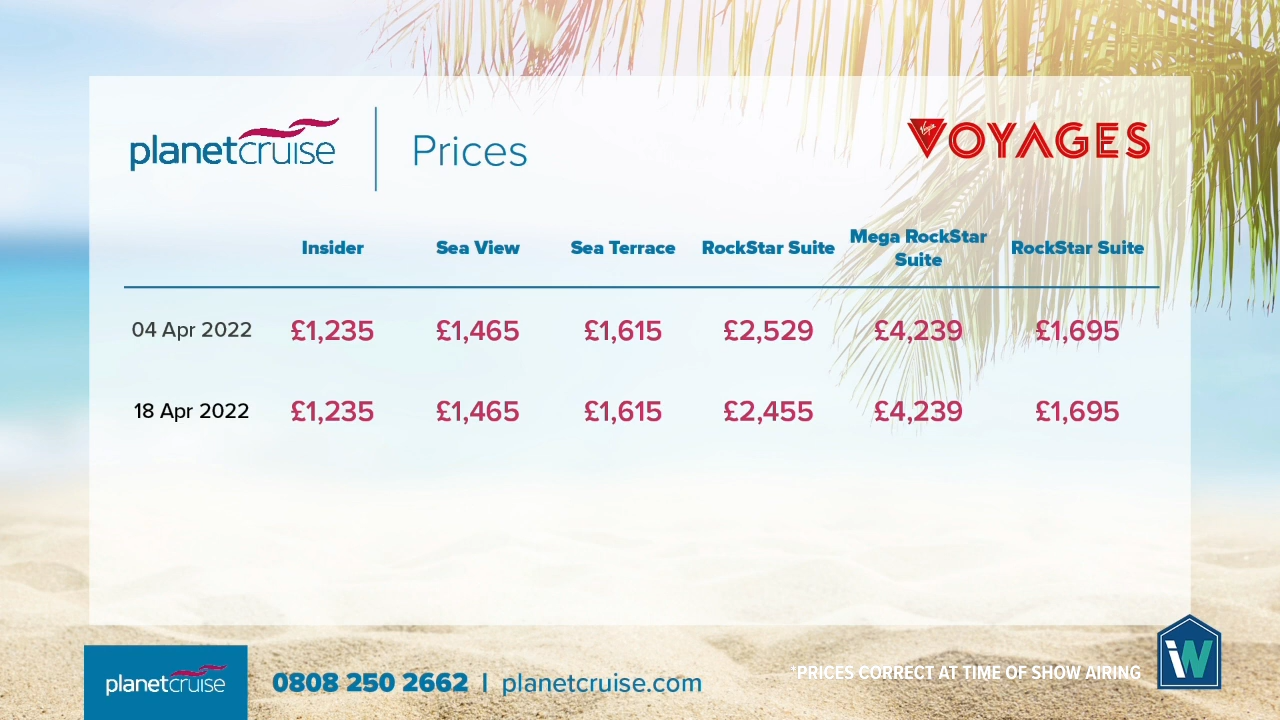 planetcruise
Prices
Virgin VOYAGES
Insider Sea View Sea Terrace RockStar Suite Mega RockStar Suite RockStar Suite
04 Apr 2022 £1,235 £1,465 £1,615 £2,529 £4,239 £1,695
18 Apr 2022 £1,235 £1,465 £1,615 £2,455 £4,239 £1,695
planetcruise 0808 250 2662 | planetcruise.com
*PRICES CORRECT AT TIME OF SHOW AIRING
iW